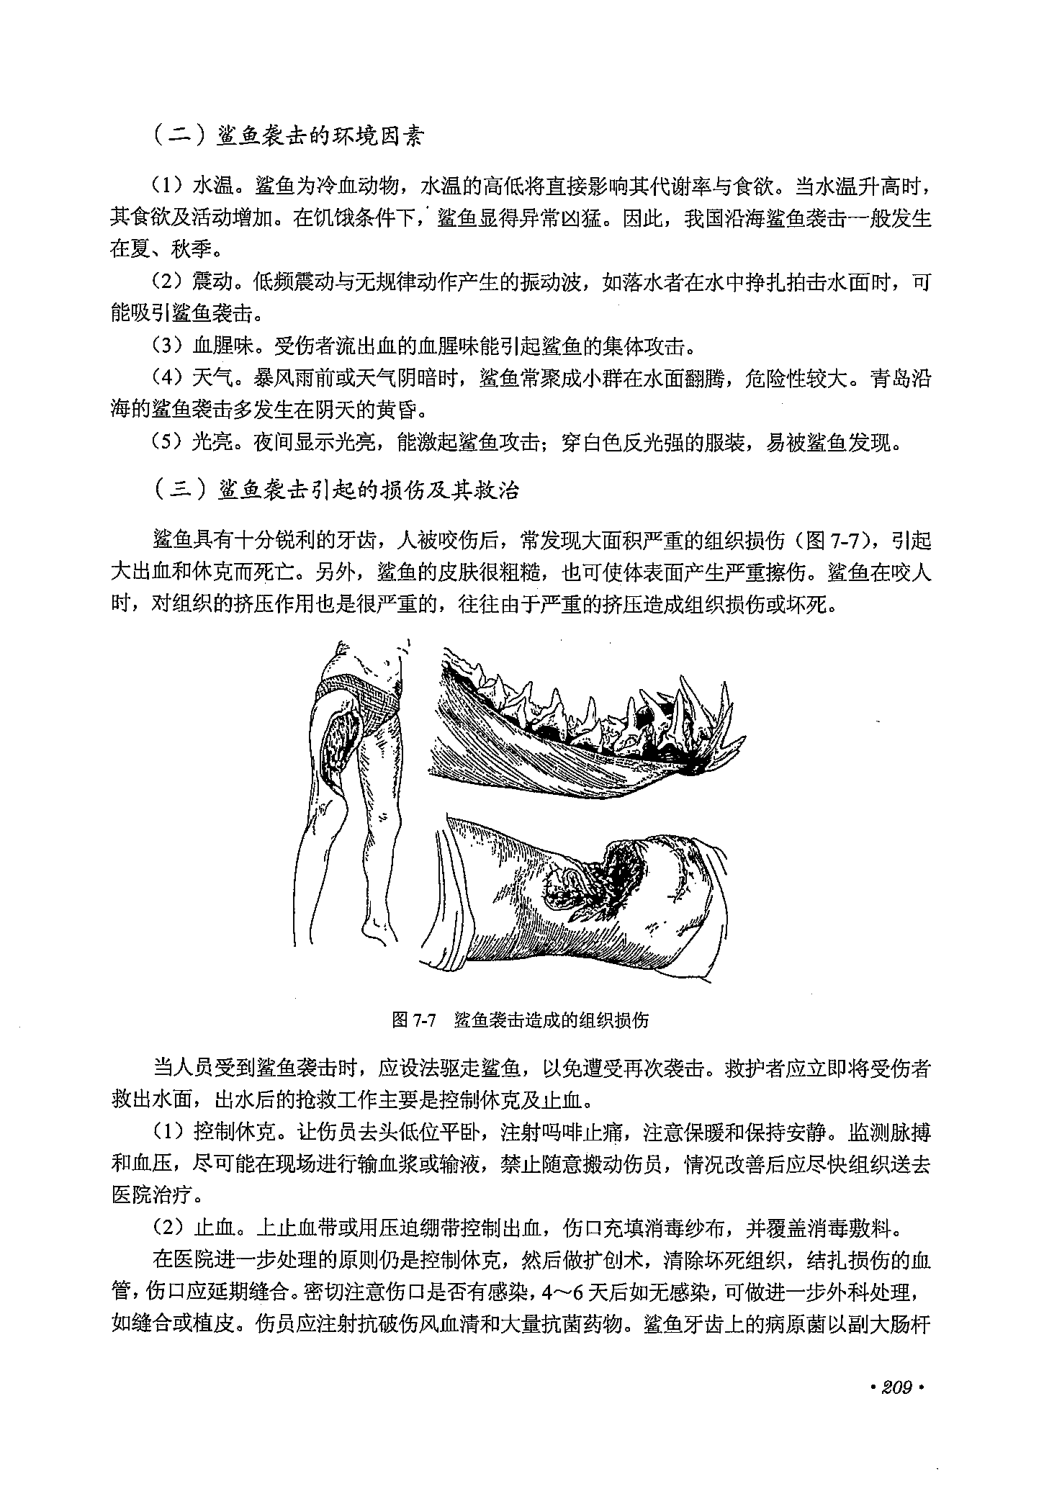 （二）鲨鱼袭击的环境因素
（1）水温。鲨鱼为冷血动物，水温的高低将直接影响其代谢率与食欲。当水温升高时，
其食欲及活动增加。在饥饿条件下，鲨鱼显得异常凶猛。因此，我国沿海鲨鱼袭击一般发生
在夏、秋季。
（2）震动。低频震动与无规律动作产生的振动波，如落水者在水中挣扎拍击水面时，可
能吸引鲨鱼袭击。
（3）血腥味。受伤者流出血的血腥味能引起鲨鱼的集体攻击。
（4）天气。暴风雨前或天气阴暗时，鲨鱼常聚成小群在水面翻腾，危险性较大。青岛沿
海的鲨鱼袭击多发生在阴天的黄昏。
（5）光亮。夜间显示光亮，能激起鲨鱼攻击；穿白色反光强的服装，易被鲨鱼发现。
（三）鲨鱼袭击引起的损伤及其救治
鲨鱼具有十分锐利的牙齿，人被咬伤后，常发现大面积严重的组织损伤（图 7-7），引起
大出血和休克而死亡。另外，鲨鱼的皮肤很粗糙，也可使体表面产生严重擦伤。鲨鱼在咬人
时，对组织的挤压作用也是很严重的，往往由于严重的挤压造成组织损伤或坏死。
图 7-7　鲨鱼袭击造成的组织损伤
当人员受到鲨鱼袭击时，应设法驱走鲨鱼，以免遭受再次袭击。救护者应立即将受伤者
救出水面，出水后的抢救工作主要是控制休克及止血。
（1）控制休克。让伤员去头低位平卧，注射吗啡止痛，注意保暖和保持安静。监测脉搏
和血压，尽可能在现场进行输血浆或输液，禁止随意搬动伤员，情况改善后应尽快组织送去
医院治疗。
（2）止血。上止血带或用压迫绷带控制出血，伤口充填消毒纱布，并覆盖消毒敷料。
在医院进一步处理的原则仍是控制休克，然后做扩创术，清除坏死组织，结扎损伤的血
管，伤口应延期缝合。密切注意伤口是否有感染，4～6 天后如无感染，可做进一步外科处理，
如缝合或植皮。伤员应注射抗破伤风血清和大量抗菌药物。鲨鱼牙齿上的病原菌以副大肠杆
·209·